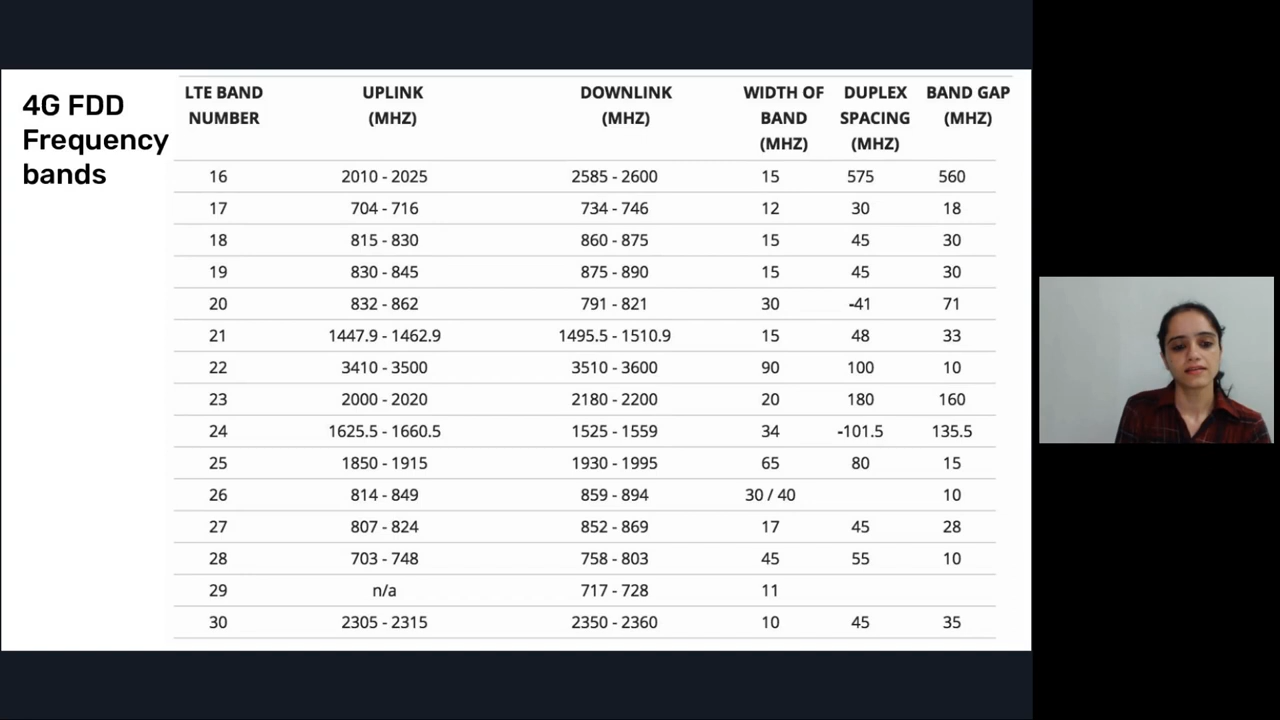 4G FDD
Frequency
bands
LTE BAND NUMBER UPLINK (MHZ) DOWNLINK (MHZ) WIDTH OF BAND (MHZ) DUPLEX SPACING (MHZ) BAND GAP (MHZ)
16 2010 - 2025 2585 - 2600 15 575 560
17 704 - 716 734 - 746 12 30 18
18 815 - 830 860 - 875 15 45 30
19 830 - 845 875 - 890 15 45 30
20 832 - 862 791 - 821 30 -41 71
21 1447.9 - 1462.9 1495.5 - 1510.9 15 48 33
22 3410 - 3500 3510 - 3600 90 100 10
23 2000 - 2020 2180 - 2200 20 180 160
24 1625.5 - 1660.5 1525 - 1559 34 -101.5 135.5
25 1850 - 1915 1930 - 1995 65 80 15
26 814 - 849 859 - 894 30 / 40 10
27 807 - 824 852 - 869 17 45 28
28 703 - 748 758 - 803 45 55 10
29 n/a 717 - 728 11
30 2305 - 2315 2350 - 2360 10 45 35